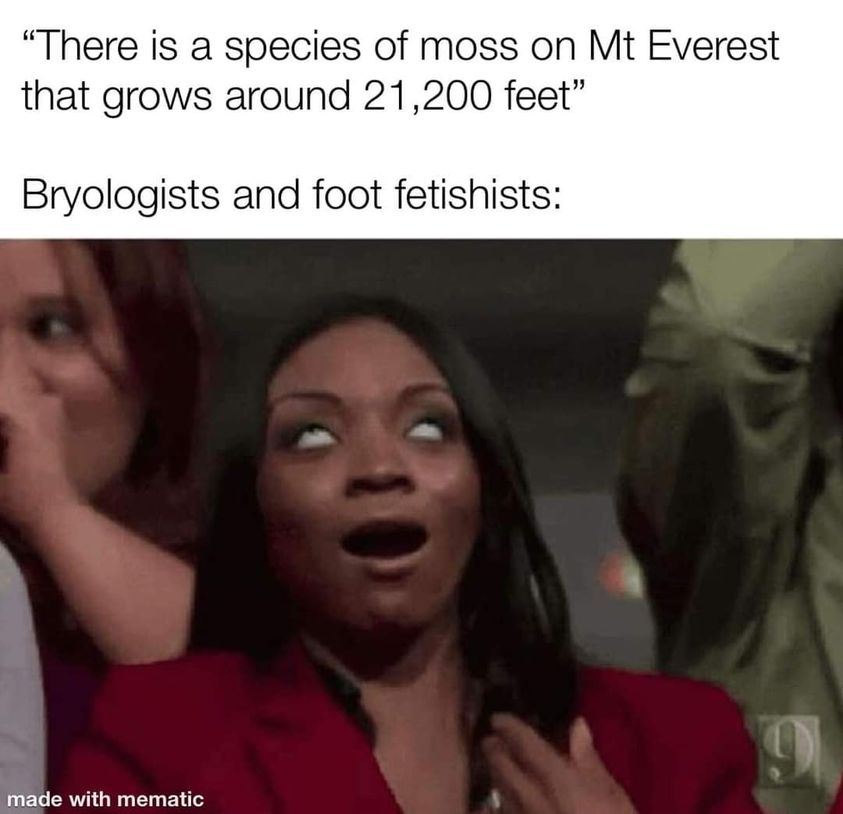 “There is a species of moss on Mt Everest
that grows around 21,200 feet”
Bryologists and foot fetishists:
9
made with mematic